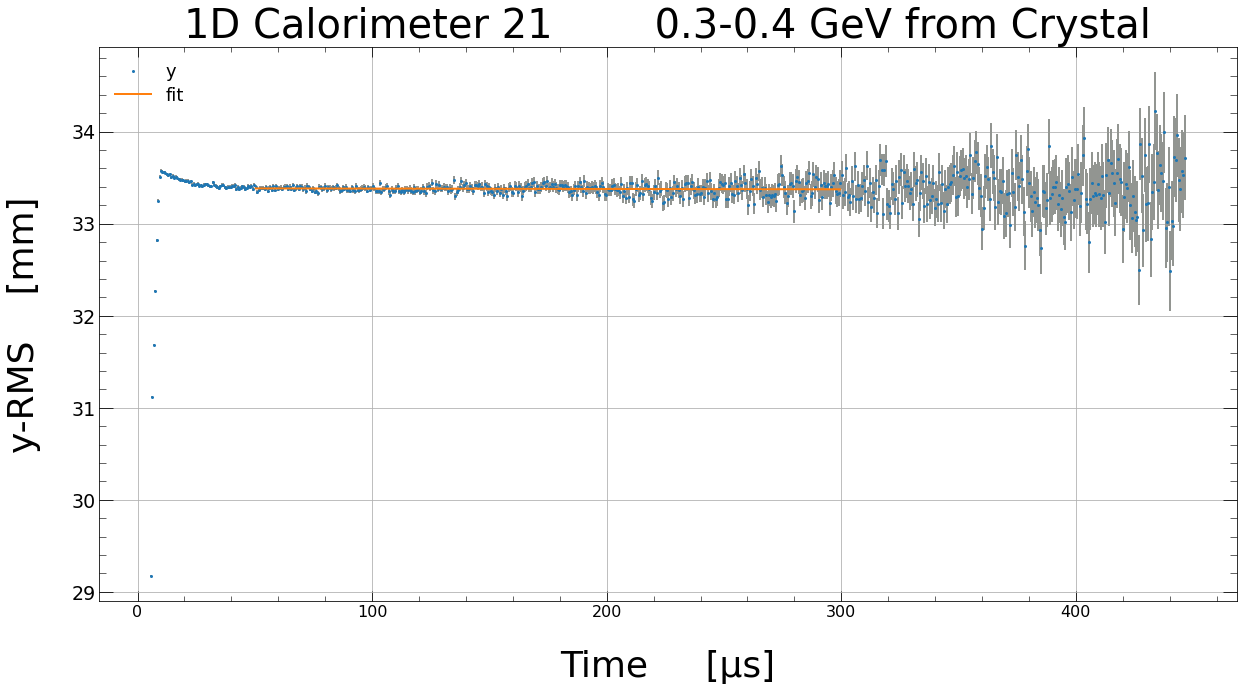 1D Calorimeter 21 0.3-0.4 GeV from Crystal
y
fit
y-RMS [mm]
34
33
32
31
30
29
0 100 200 300 400
Time [µs]